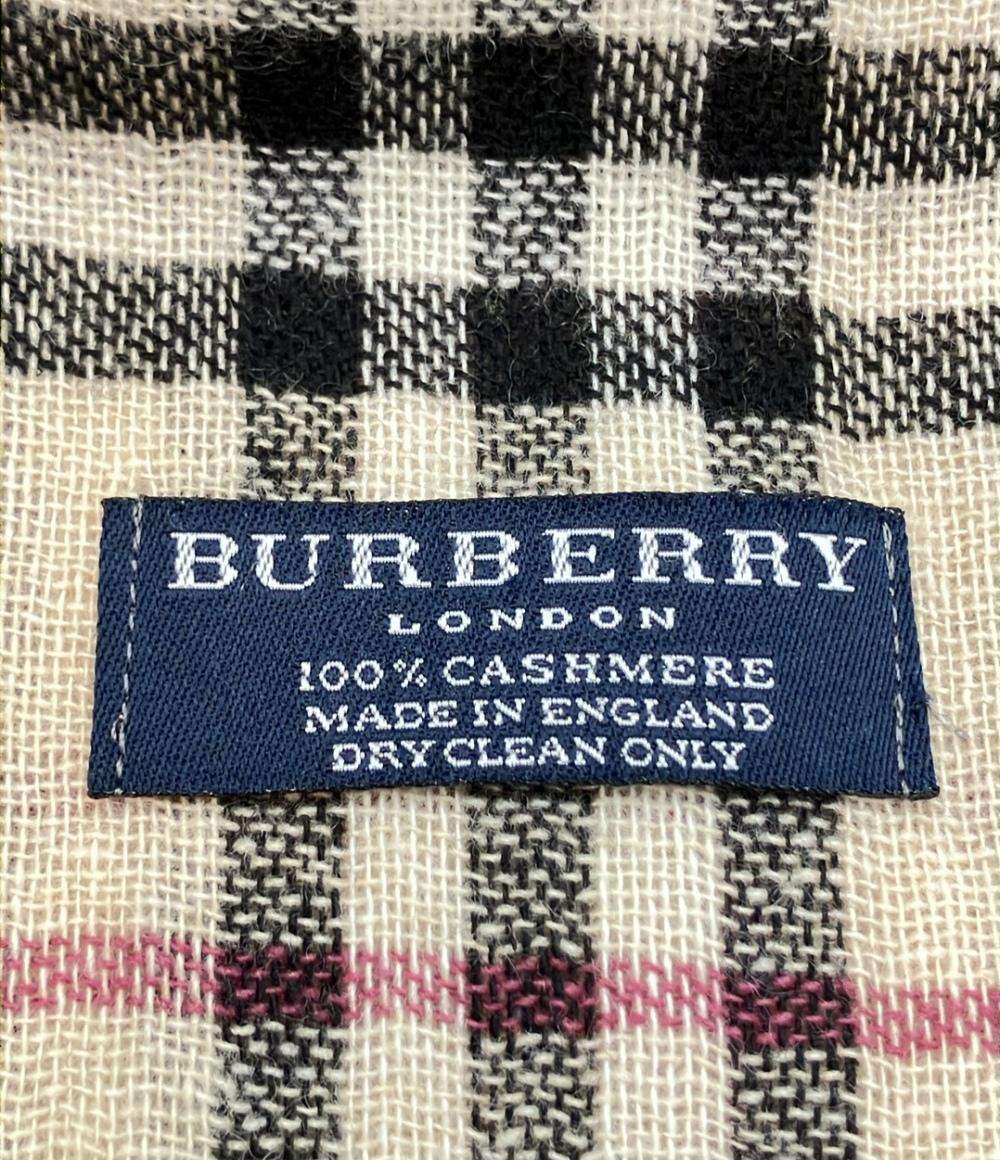 BURBERRY
LONDON
100% CASHMERE
MADE IN ENGLAND
DRY CLEAN ONLY